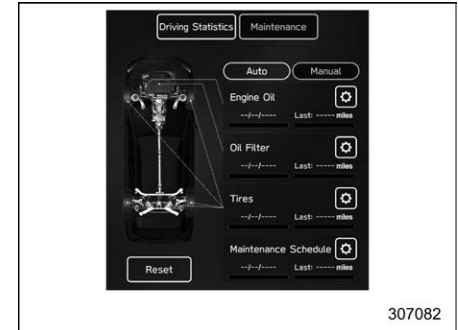 Driving Statistics Maintenance
Auto Manual
Engine Oil
--/--/---- Last: ----- miles
Oil Filter
--/--/---- Last: ----- miles
Tires
--/--/---- Last: ----- miles
Maintenance Schedule
--/--/---- Last: ----- miles
Reset
307082